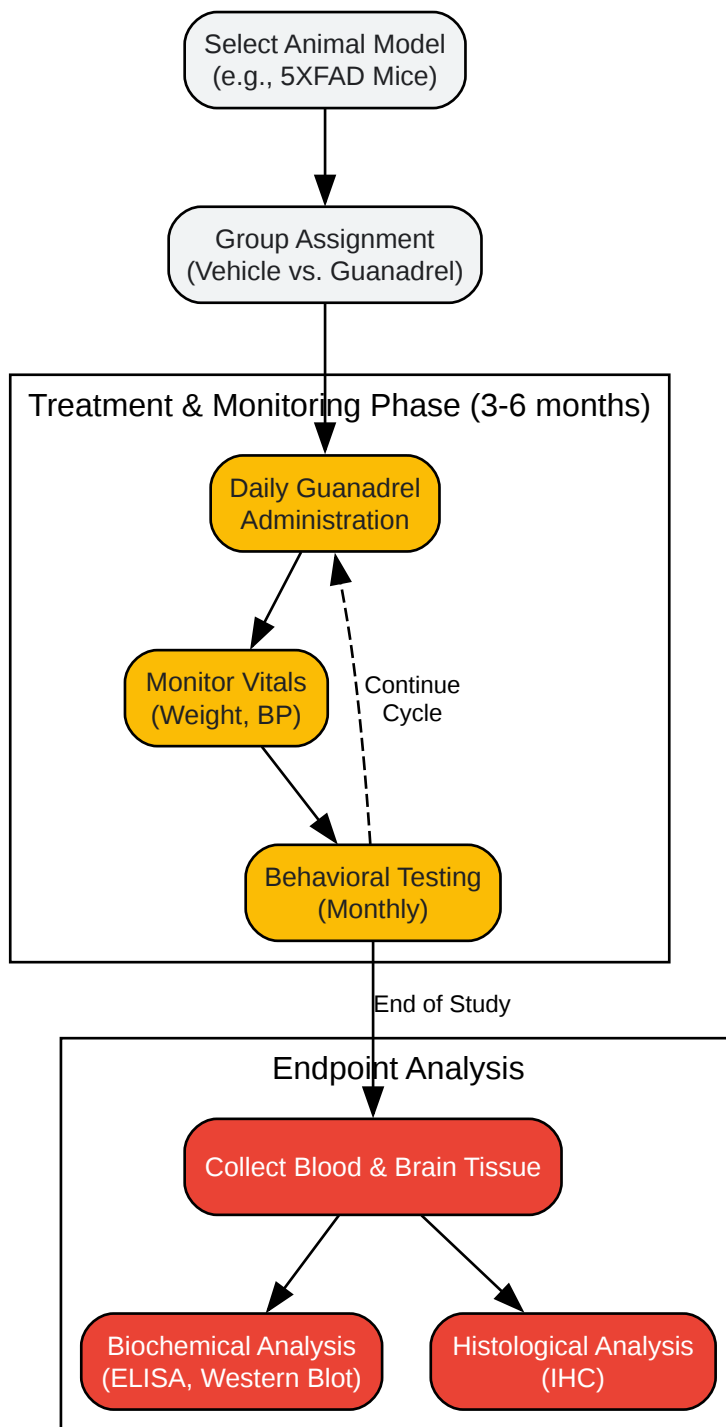 Select Animal Model
(e.g., 5XFAD Mice)
Group Assignment
(Vehicle vs. Guanadrel)
Treatment & Monitoring Phase (3-6 months)
Daily Guanadrel
Administration
Monitor Vitals
(Weight, BP)
Continue
Cycle
Behavioral Testing
(Monthly)
End of Study
Endpoint Analysis
Collect Blood & Brain Tissue
Biochemical Analysis
(ELISA, Western Blot)
Histological Analysis
(IHC)